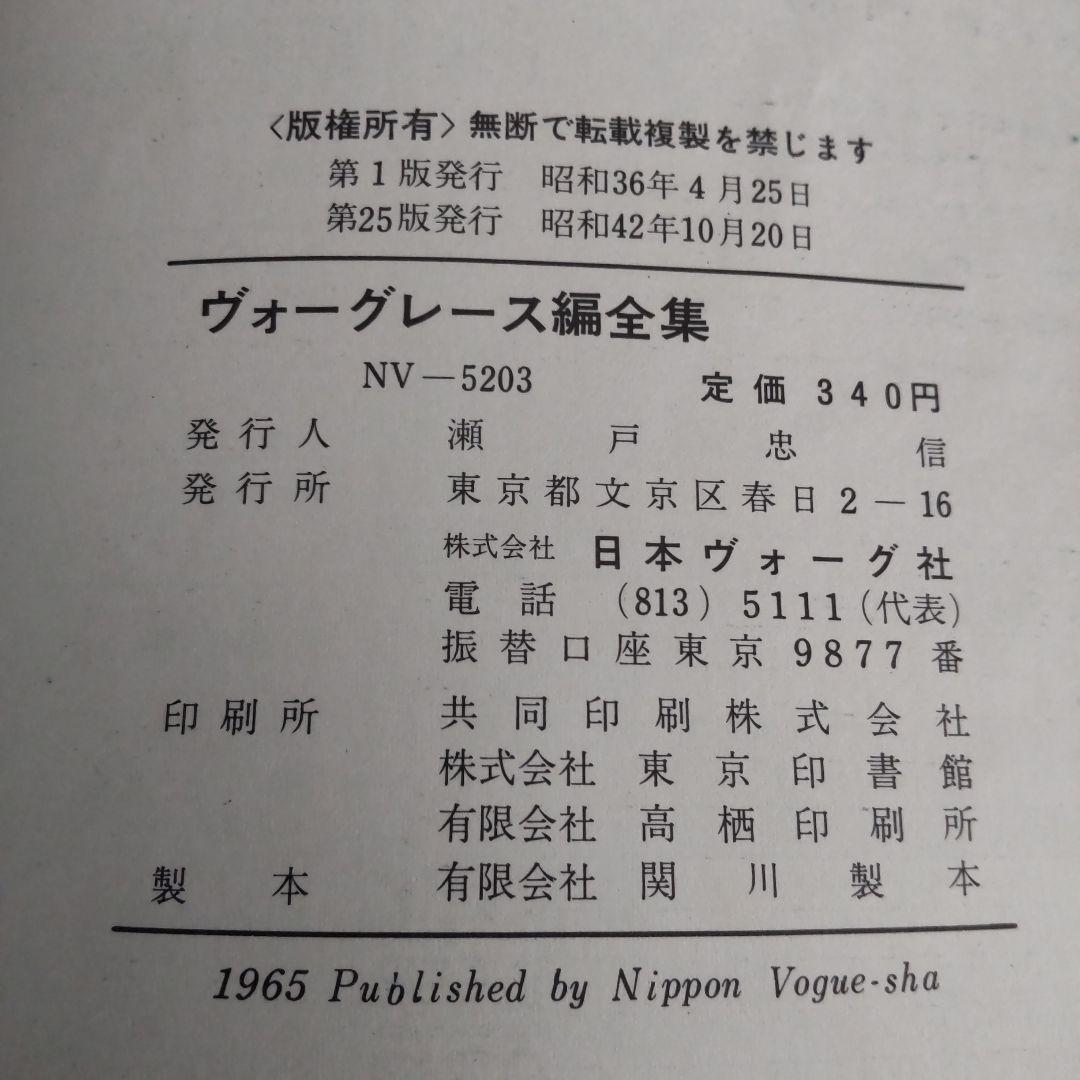 〈版権所有〉無断で転載複製を禁じます
第1版発行 昭和36年4月25日
第25版発行 昭和42年10月20日
ヴォーグレース編全集
NV—5203 定価 340円
発行人 瀬戸忠信
発行所 東京都文京区春日2—16
株式会社 日本ヴォーグ社
電話 (813) 5111(代表)
振替口座東京 9877番
印刷所 共同印刷株式会社
株式会社 東京印書館
有限会社 高栖印刷所
製本 有限会社 関川製本
1965 Published by Nippon Vogue-sha